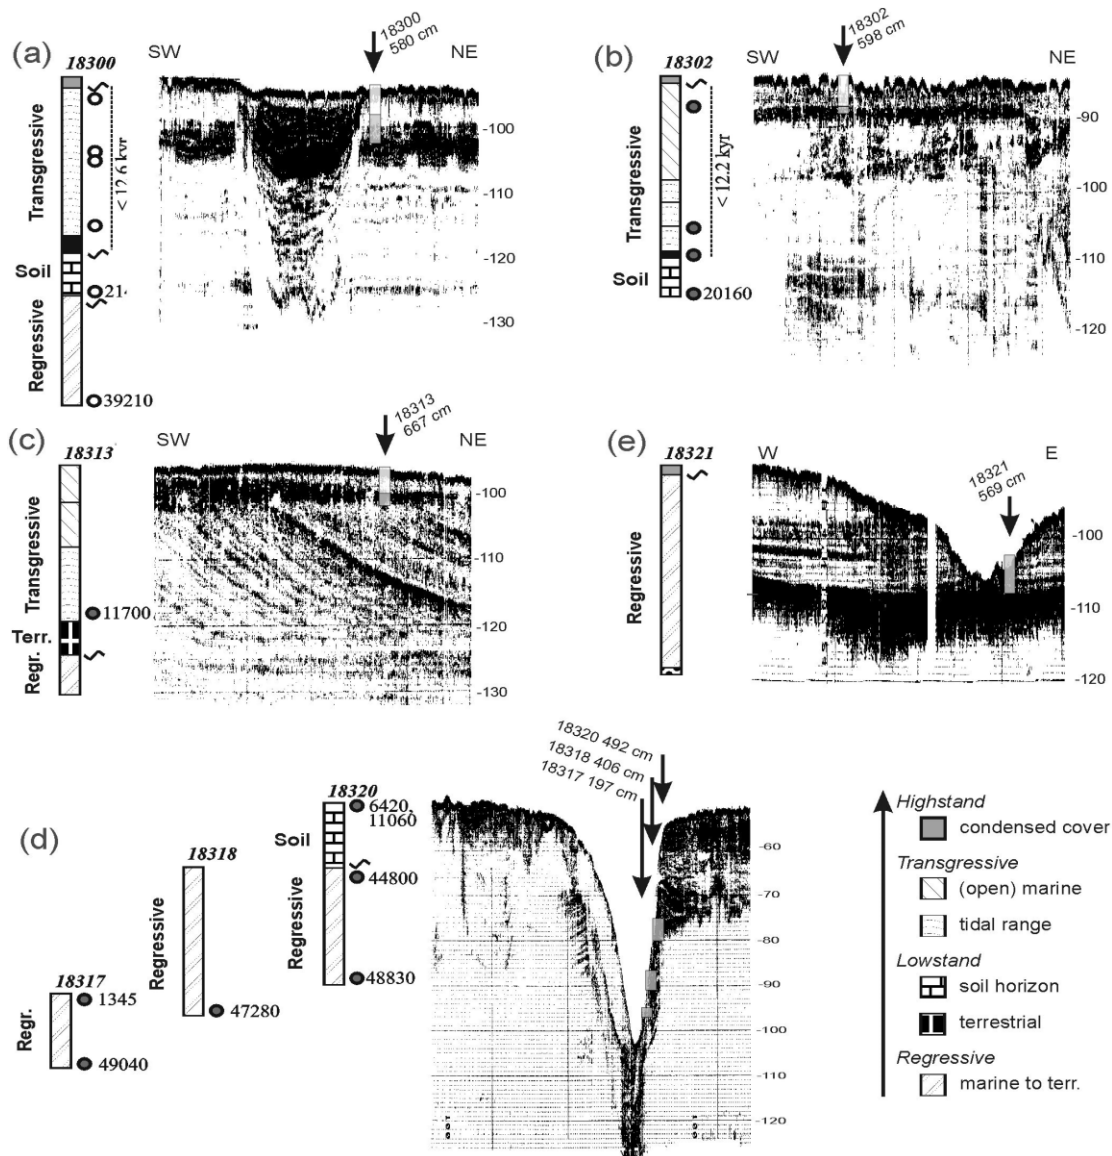 (a)
18300
SW
18300
580 cm
NE
Transgressive
< 12.6 kyr
Soil
Regressive
214
39210
-100
-110
-120
-130
(b)
18302
SW
18302
598 cm
NE
Transgressive
< 12.2 kyr
Soil
20160
-90
-100
-110
-120
(c)
18313
SW
18313
667 cm
NE
Transgressive
Terr.
Regr.
11700
-100
-110
-120
-130
(e)
18321
W
18321
569 cm
E
Regressive
-100
-110
-120
(d)
18320 492 cm
18318 406 cm
18317 197 cm
18320
Soil
6420,
11060
Regressive
44800
48830
18318
Regressive
47280
18317
Regr.
1345
49040
-60
-70
-80
-90
-100
-110
-120
Highstand
condensed cover
Transgressive
(open) marine
tidal range
Lowstand
soil horizon
terrestrial
Regressive
marine to terr.